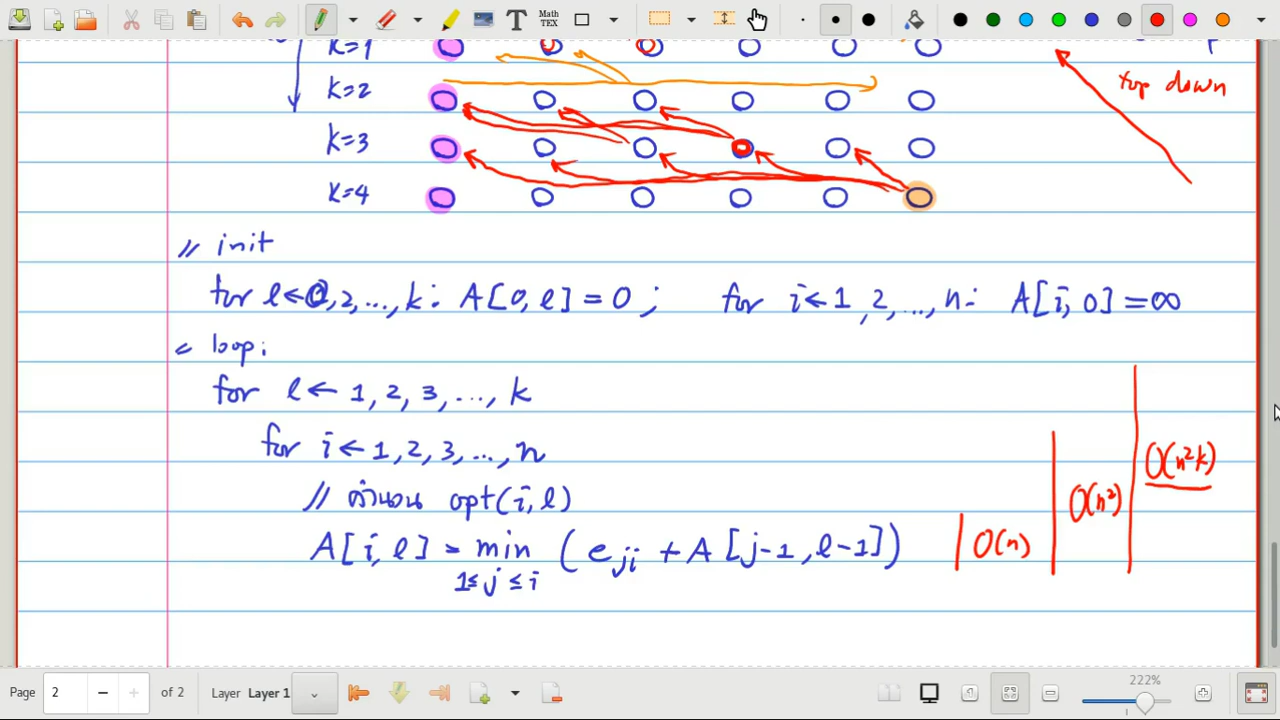 Math
TEX
T
K=1
top down
K=2
K=3
K=4
// init
for l ← 0, 2, ..., k: A[0, l] = 0 ; for i ← 1, 2, ..., n: A[i, 0] = ∞
loop:
for l ← 1, 2, 3, ..., k
for i ← 1, 2, 3, ..., n
// คำนวณ opt(i, l)
A[i, l] = min ( e_ji + A [j-1, l-1])
1≤ j ≤ i
O(n)
O(n²)
O(n²k)
Page 2 of 2 Layer Layer 1 222%